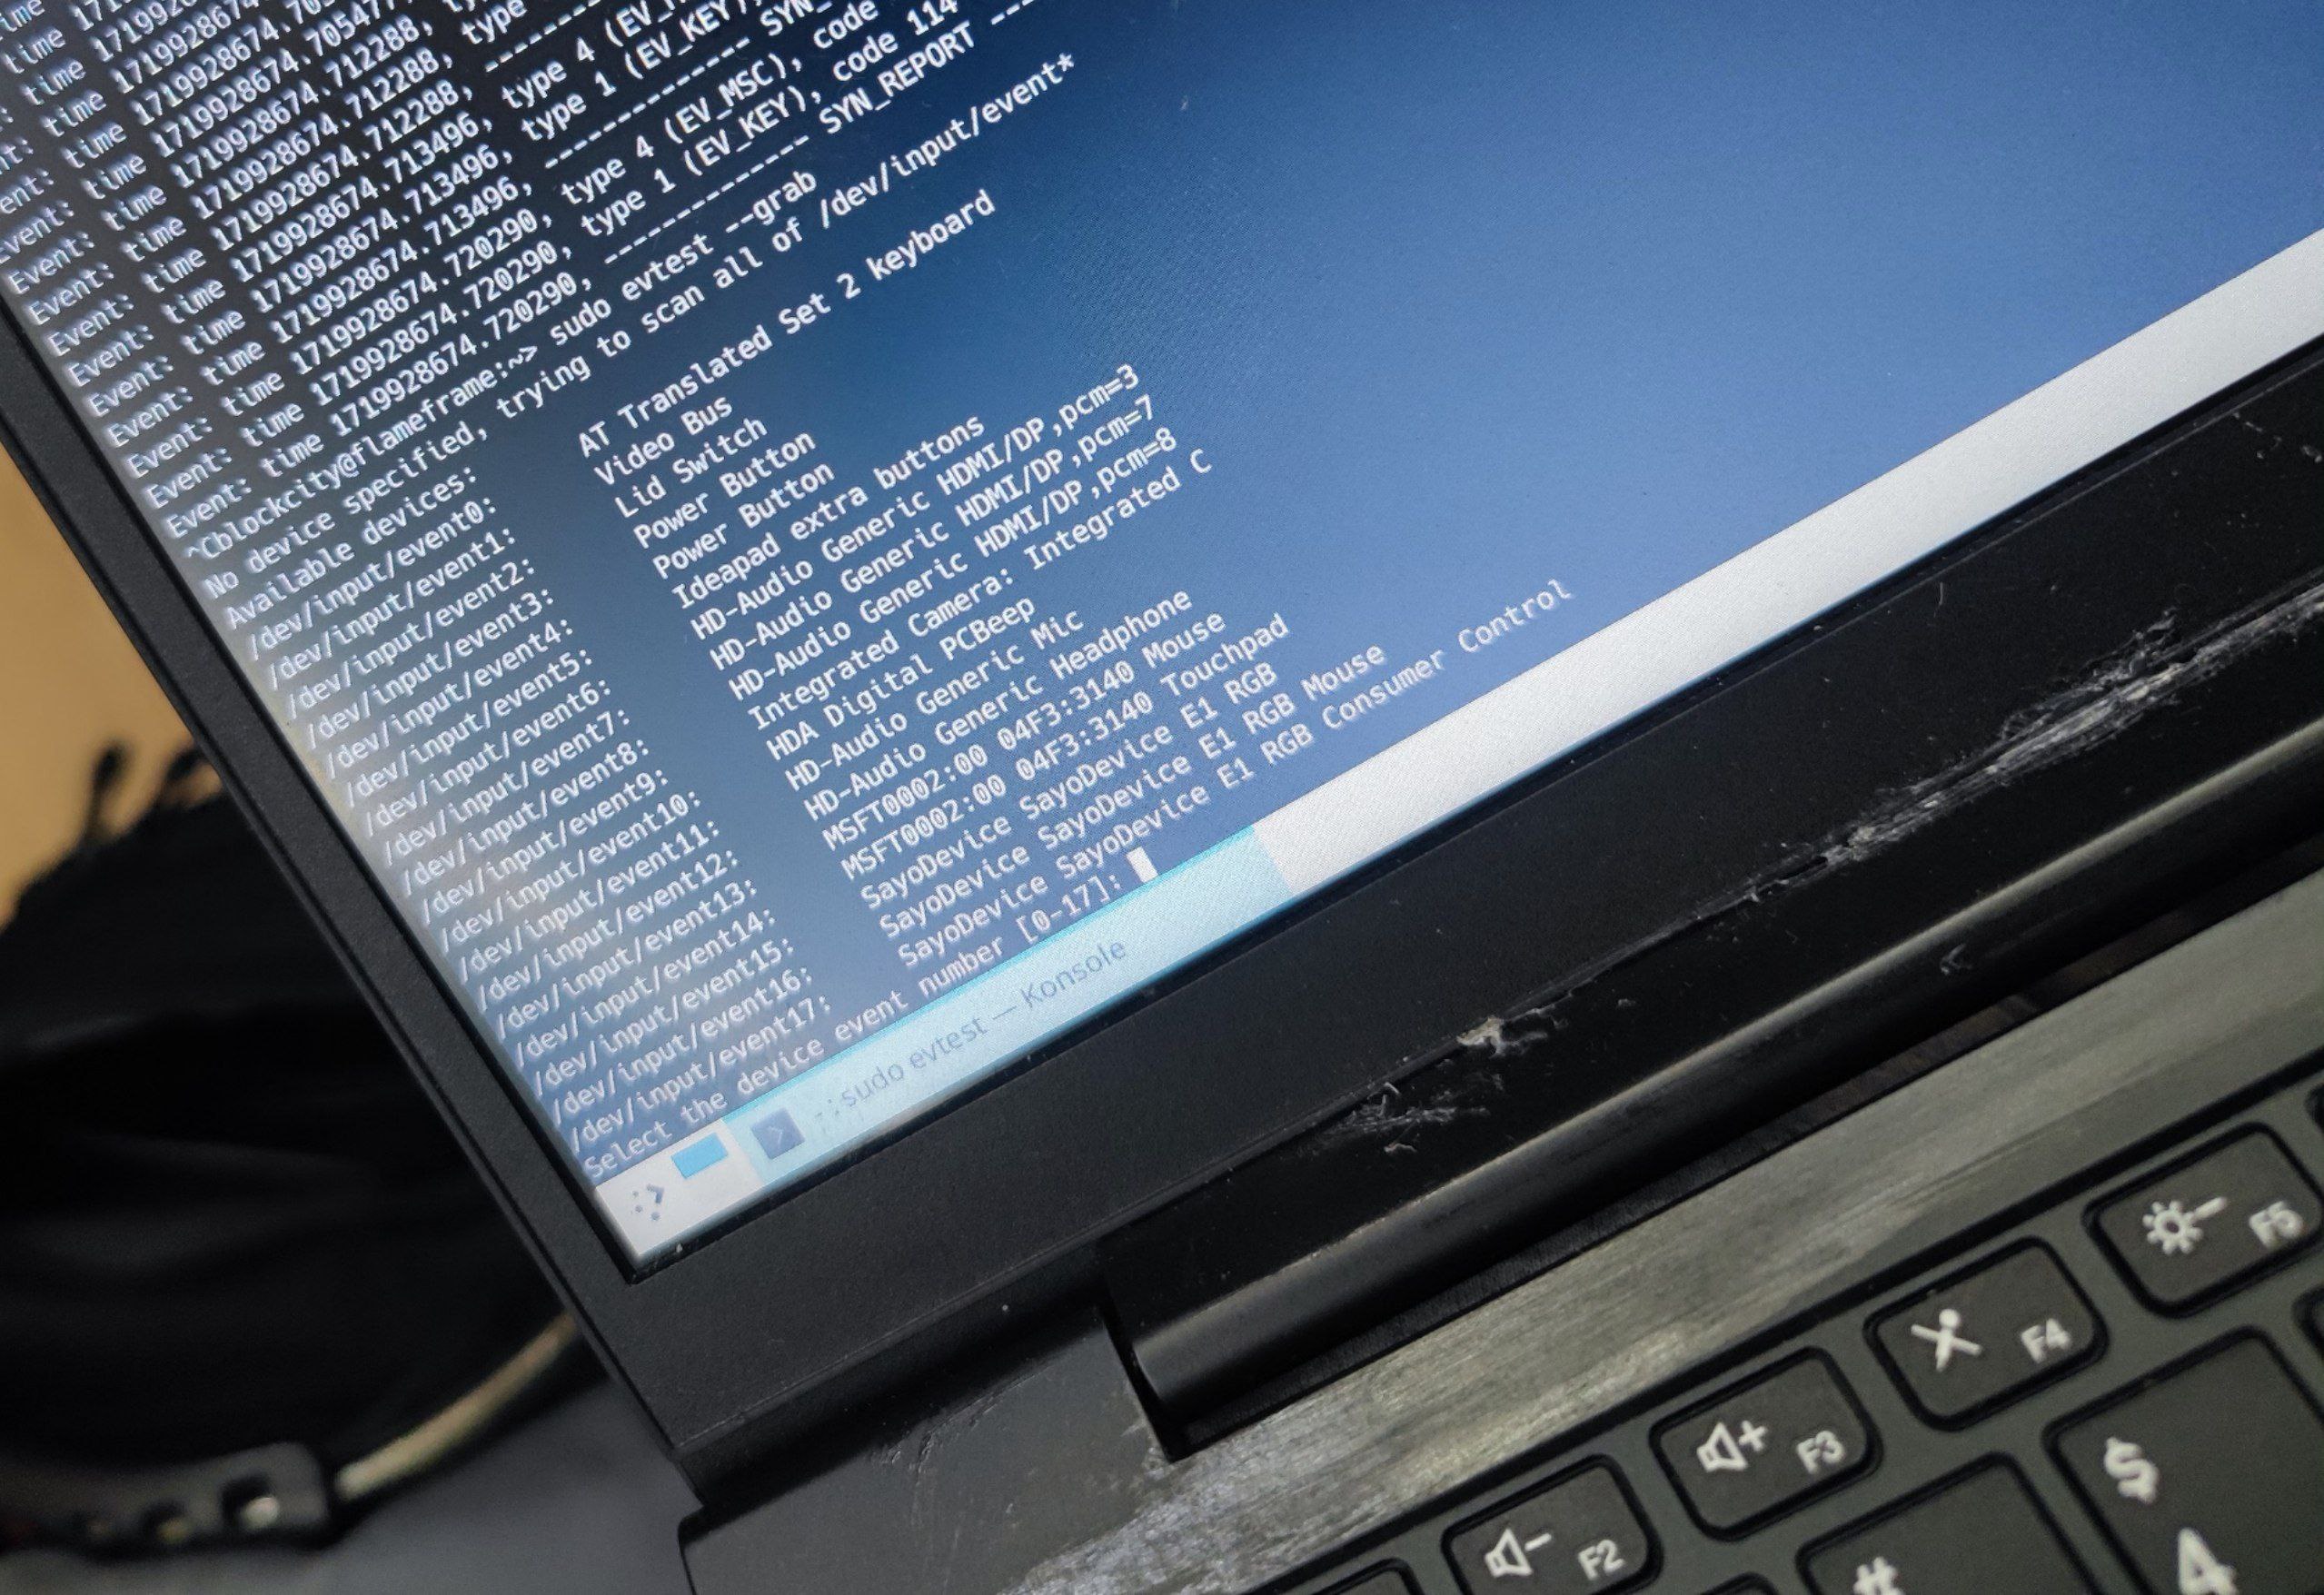 time
time 1719928674.
time 1719928674.
time 1719928674.705477,
Event: time 1719928674.712288, type
Event: time 1719928674.712288,
Event: time 1719928674.712288, -------
Event: time 1719928674.713496, type 4
Event: time 1719928674.713496, type 1 (EV_KEY),
Event: time 1719928674.713496, -------------- SYN_
Event: time 1719928674.720290, type 4 (EV_MSC), code
Event: time 1719928674.720290, type 1 (EV_KEY), code 114
Event: time 1719928674.720290, -------------- SYN_REPORT
^Cblockcity@flameframe:~> sudo evtest --grab
No device specified, trying to scan all of /dev/input/event*
Available devices:
/dev/input/event0: AT Translated Set 2 keyboard
/dev/input/event1: Video Bus
/dev/input/event2: Lid Switch
/dev/input/event3: Power Button
/dev/input/event4: Power Button
/dev/input/event5: Ideapad extra buttons
/dev/input/event6: HD-Audio Generic HDMI/DP,pcm=3
/dev/input/event7: HD-Audio Generic HDMI/DP,pcm=7
/dev/input/event8: HD-Audio Generic HDMI/DP,pcm=8
/dev/input/event9: Integrated Camera: Integrated C
/dev/input/event10: HDA Digital PCBeep
/dev/input/event11: HD-Audio Generic Mic
/dev/input/event12: HD-Audio Generic Headphone
/dev/input/event13: MSFT0002:00 04F3:3140 Mouse
/dev/input/event14: MSFT0002:00 04F3:3140 Touchpad
/dev/input/event15: SayoDevice SayoDevice E1 RGB
/dev/input/event16: SayoDevice SayoDevice E1 RGB Mouse
/dev/input/event17: SayoDevice SayoDevice E1 RGB Consumer Control
Select the device event number [0-17]:
sudo evtest — Konsole
F2
F3
F4
F5
#
$
4